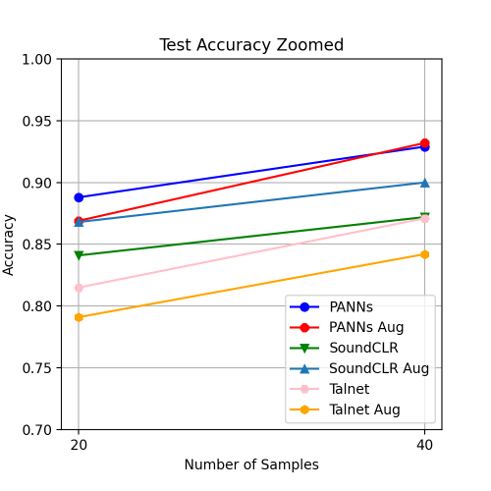 Test Accuracy Zoomed
1.00
0.95
0.90
0.85
0.80
0.75
0.70
Accuracy
20
40
Number of Samples
PANNs
PANNs Aug
SoundCLR
SoundCLR Aug
Talnet
Talnet Aug